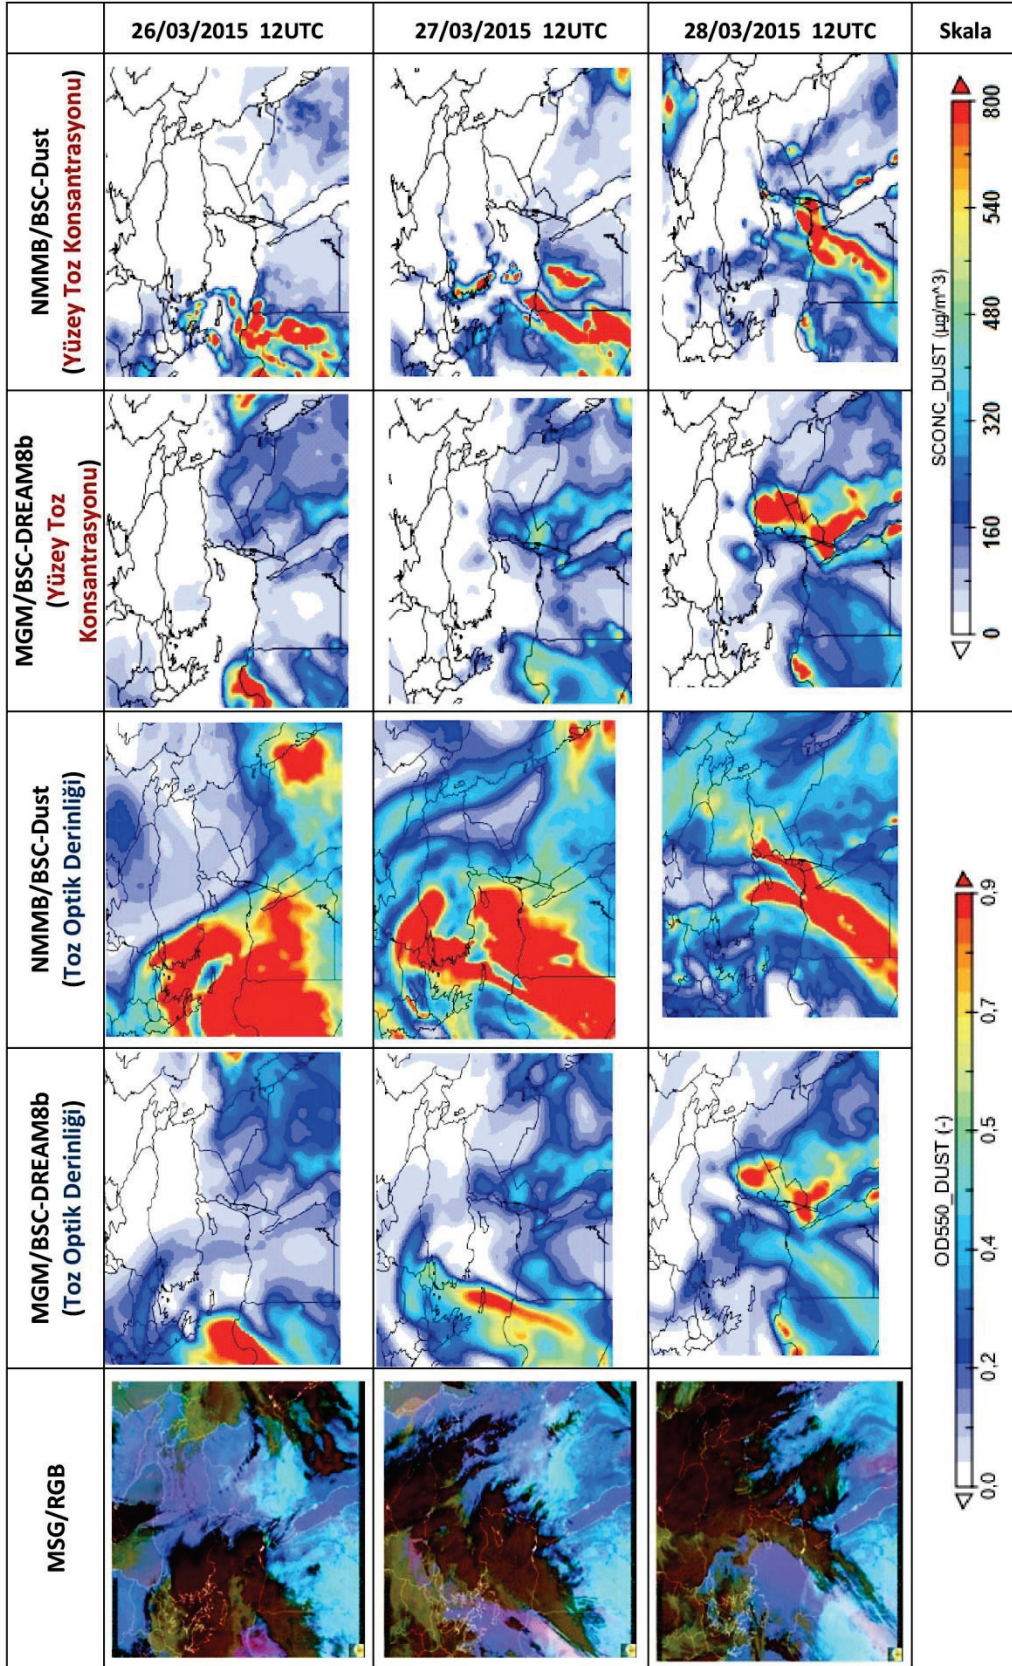 26/03/2015 12UTC
27/03/2015 12UTC
28/03/2015 12UTC
Skala
NMMB/BSC-Dust
(Yüzey Toz Konsantrasyonu)
MGM/BSC-DREAM8b
(Yüzey Toz
Konsantrasyonu)
NMMB/BSC-Dust
(Toz Optik Derinliği)
MGM/BSC-DREAM8b
(Toz Optik Derinliği)
MSG/RGB
SCONC_DUST (µg/m^3)
0 160 320 480 540 800
OD550_DUST (-)
0,0 0,2 0,4 0,5 0,7 0,9